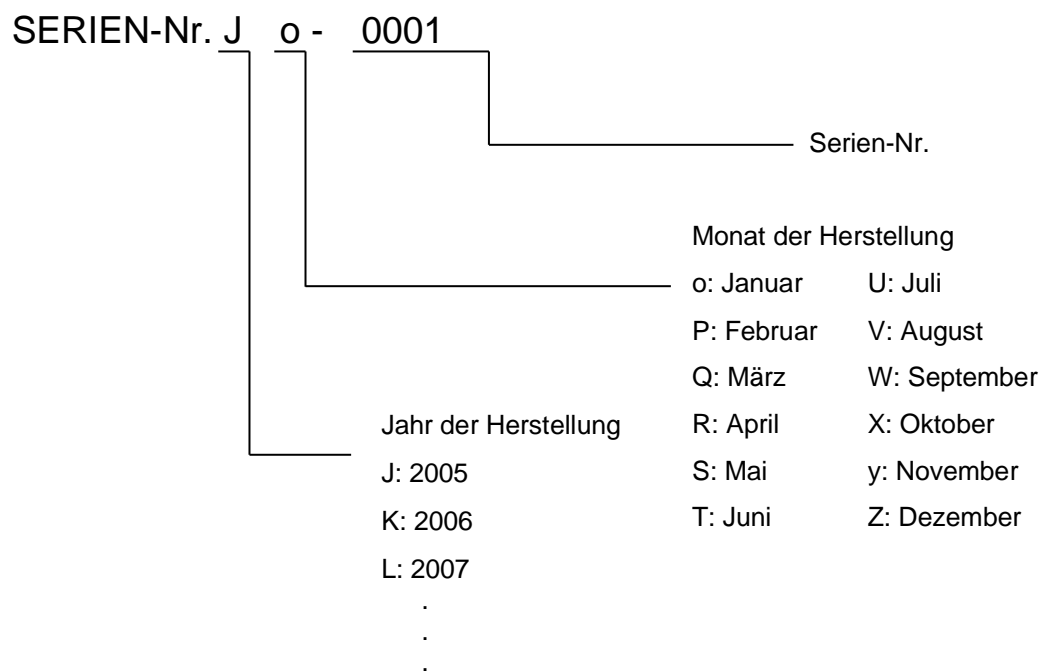 SERIEN-Nr. J o - 0001
Serien-Nr.
Monat der Herstellung
o: Januar U: Juli
P: Februar V: August
Q: März W: September
R: April X: Oktober
S: Mai y: November
T: Juni Z: Dezember
Jahr der Herstellung
J: 2005
K: 2006
L: 2007
.
.
.